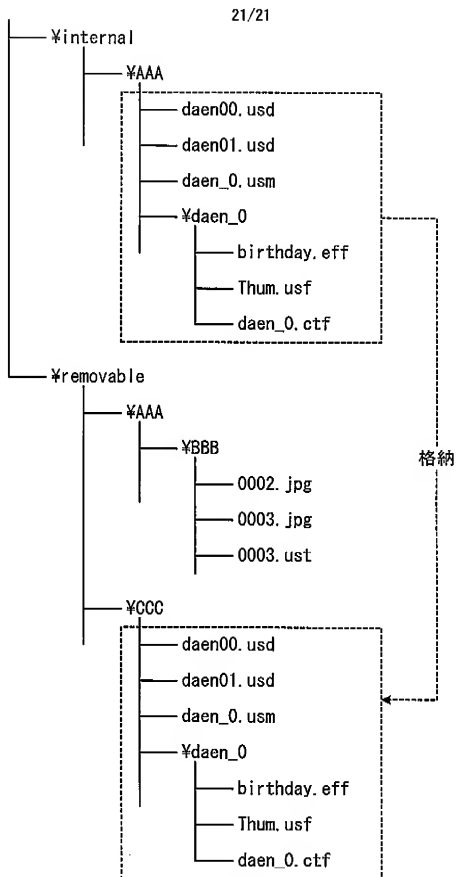 21/21
¥internal
¥AAA
daen00.usd
daen01.usd
daen_0.usm
¥daen_0
birthday.eff
Thum.usf
daen_0.ctf
¥removable
¥AAA
¥BBB
格納
0002.jpg
0003.jpg
0003.ust
¥CCC
daen00.usd
daen01.usd
daen_0.usm
¥daen_0
birthday.eff
Thum.usf
daen_0.ctf